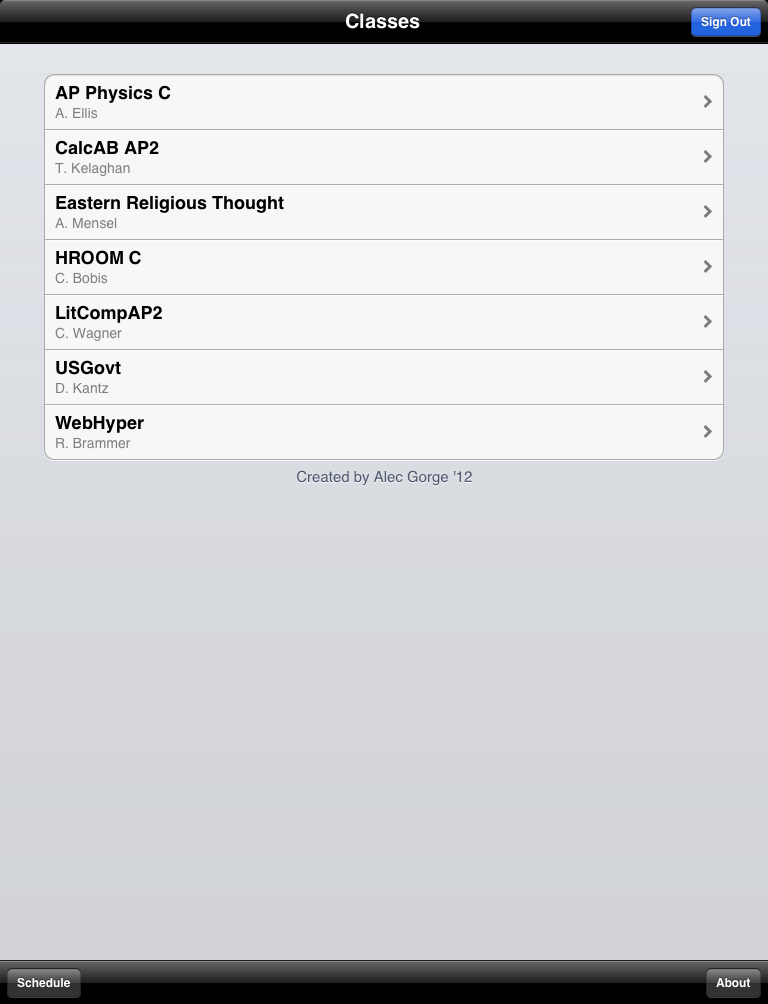 Classes
Sign Out
AP Physics C
A. Ellis
CalcAB AP2
T. Kelaghan
Eastern Religious Thought
A. Mensel
HROOM C
C. Bobis
LitCompAP2
C. Wagner
USGovt
D. Kantz
WebHyper
R. Brammer
Created by Alec Gorge '12
Schedule
About